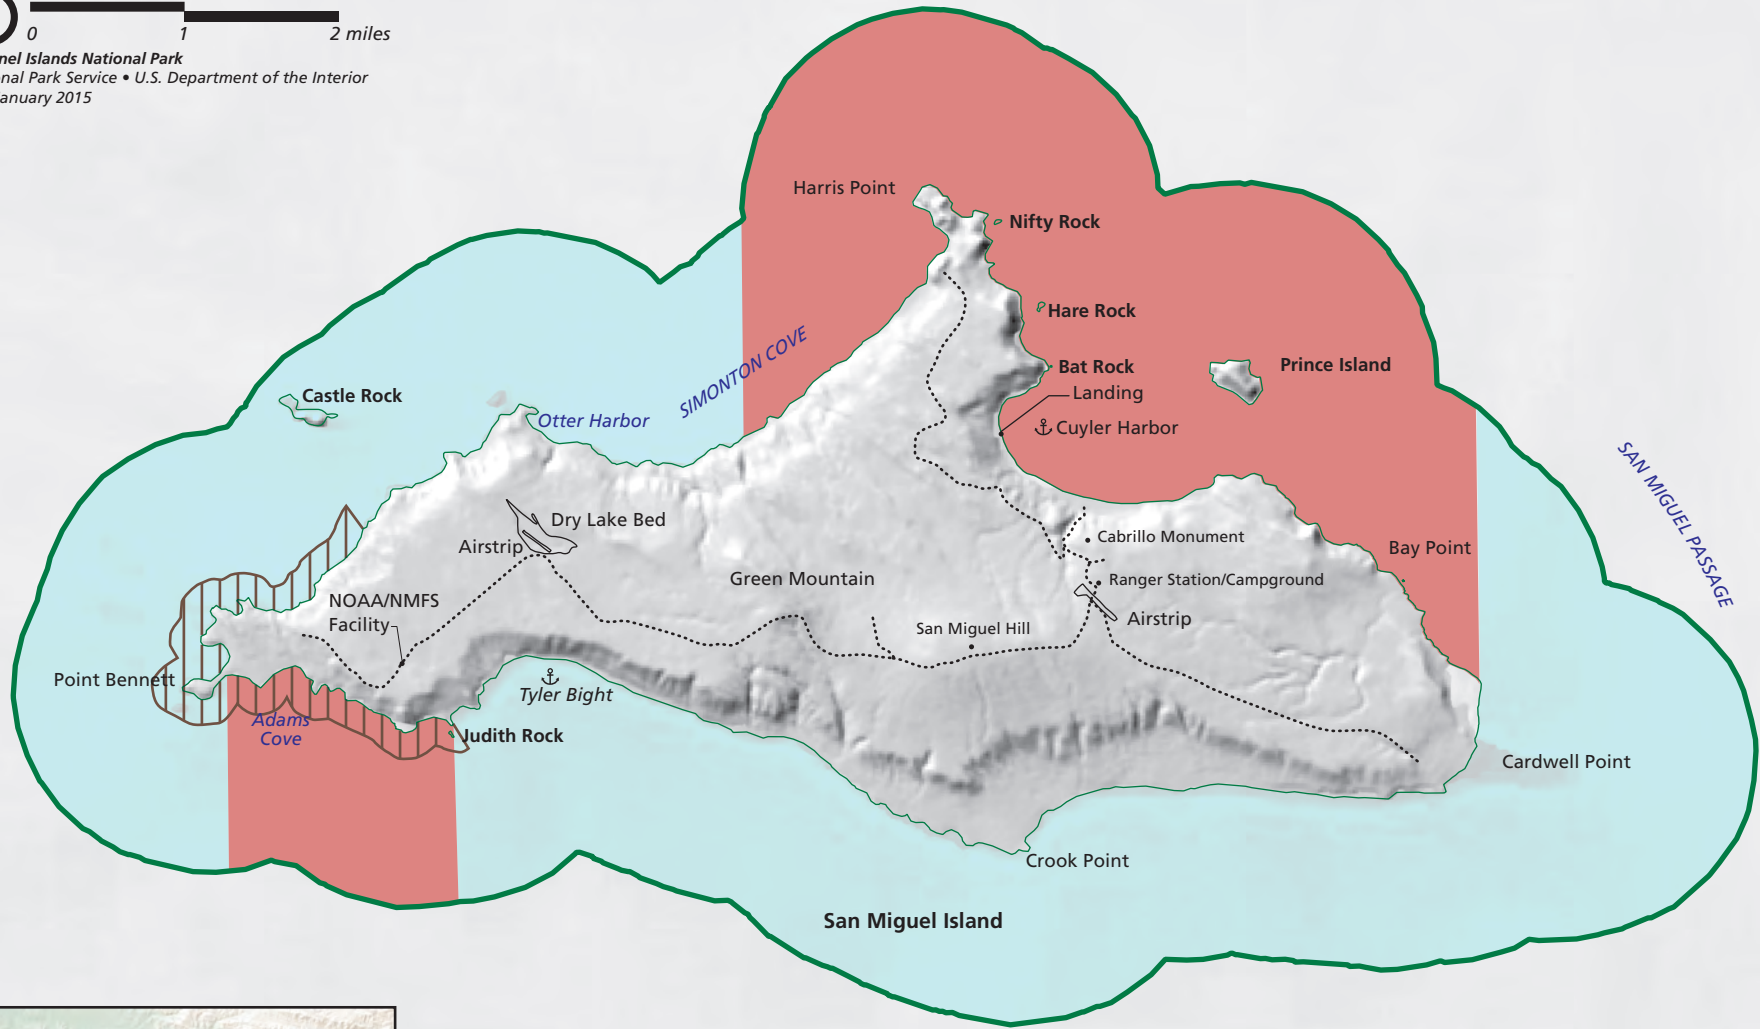 0 1 2 miles
nel Islands National Park
onal Park Service • U.S. Department of the Interior
anuary 2015
Harris Point
Nifty Rock
Hare Rock
SIMONTON COVE
Bat Rock
Prince Island
Landing
Castle Rock
Otter Harbor
Cuyler Harbor
SAN MIGUEL PASSAGE
Dry Lake Bed
Airstrip
Cabrillo Monument
Bay Point
Green Mountain
Ranger Station/Campground
NOAA/NMFS
Facility
Airstrip
San Miguel Hill
Point Bennett
Tyler Bight
Adams
Cove
Judith Rock
Cardwell Point
Crook Point
San Miguel Island